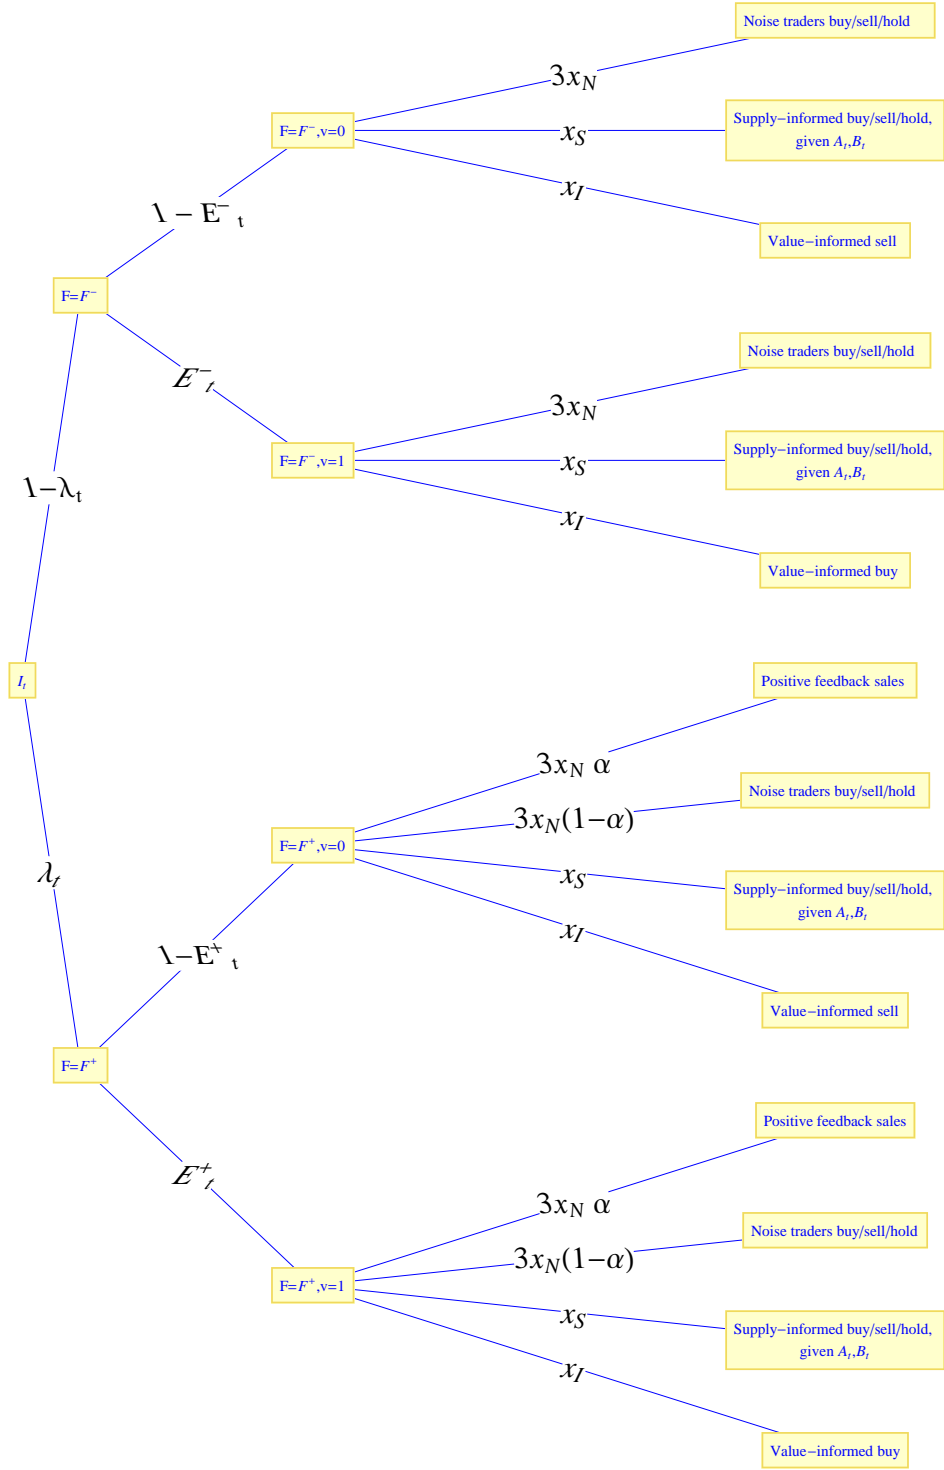 Noise traders buy/sell/hold
3x_N
Supply−informed buy/sell/hold,
given A_t,B_t
F=F⁻,v=0
x_S
x_I
1 − E⁻_t
Value−informed sell
F=F⁻
Noise traders buy/sell/hold
E⁻_t
3x_N
Supply−informed buy/sell/hold,
given A_t,B_t
F=F⁻,v=1
x_S
1−λ_t
x_I
Value−informed buy
I_t
Positive feedback sales
3x_N α
Noise traders buy/sell/hold
3x_N(1−α)
F=F⁺,v=0
λ_t
x_S
Supply−informed buy/sell/hold,
given A_t,B_t
x_I
1−E⁺_t
Value−informed sell
F=F⁺
Positive feedback sales
E⁺_t
3x_N α
Noise traders buy/sell/hold
3x_N(1−α)
F=F⁺,v=1
x_S
Supply−informed buy/sell/hold,
given A_t,B_t
x_I
Value−informed buy